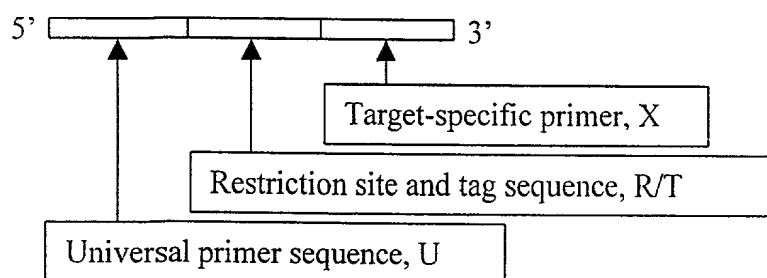 5’ 3’
Target-specific primer, X
Restriction site and tag sequence, R/T
Universal primer sequence, U